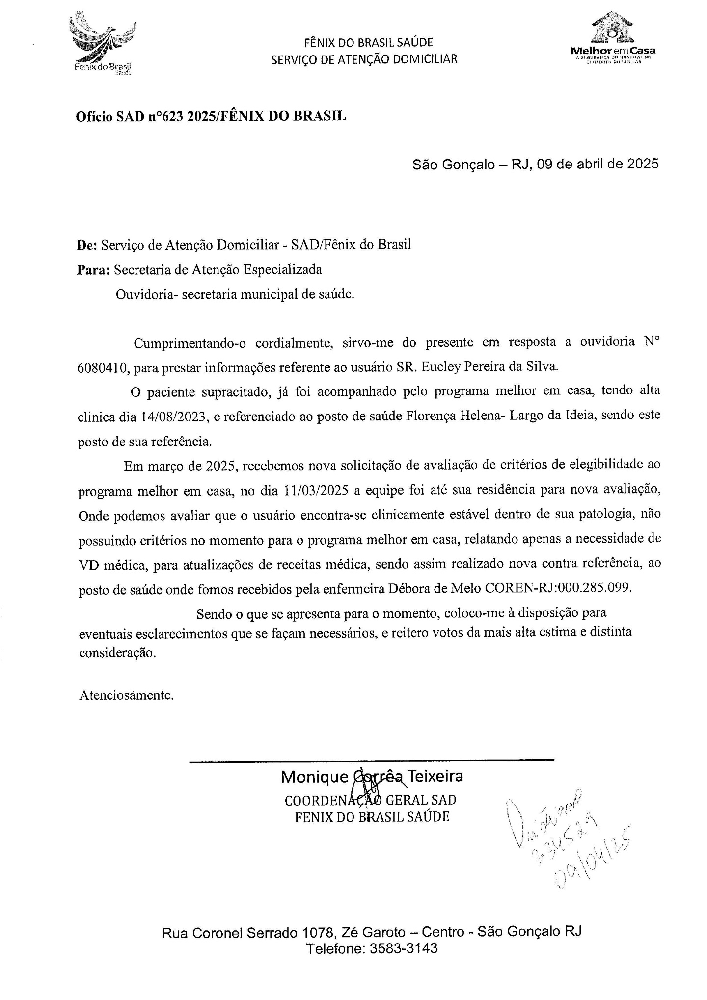 Fenix do Brasil
Saúde
FÊNIX DO BRASIL SAÚDE
SERVIÇO DE ATENÇÃO DOMICILIAR
Melhor em Casa
A SEGURANÇA DO HOSPITAL NO
CONFORTO DO SEU LAR
Ofício SAD n°623 2025/FÊNIX DO BRASIL
São Gonçalo – RJ, 09 de abril de 2025
De: Serviço de Atenção Domiciliar - SAD/Fênix do Brasil
Para: Secretaria de Atenção Especializada
Ouvidoria- secretaria municipal de saúde.
Cumprimentando-o cordialmente, sirvo-me do presente em resposta a ouvidoria N°
6080410, para prestar informações referente ao usuário SR. Eucley Pereira da Silva.
O paciente supracitado, já foi acompanhado pelo programa melhor em casa, tendo alta
clinica dia 14/08/2023, e referenciado ao posto de saúde Florença Helena- Largo da Ideia, sendo este
posto de sua referência.
Em março de 2025, recebemos nova solicitação de avaliação de critérios de elegibilidade ao
programa melhor em casa, no dia 11/03/2025 a equipe foi até sua residência para nova avaliação,
Onde podemos avaliar que o usuário encontra-se clinicamente estável dentro de sua patologia, não
possuindo critérios no momento para o programa melhor em casa, relatando apenas a necessidade de
VD médica, para atualizações de receitas médica, sendo assim realizado nova contra referência, ao
posto de saúde onde fomos recebidos pela enfermeira Débora de Melo COREN-RJ:000.285.099.
Sendo o que se apresenta para o momento, coloco-me à disposição para
eventuais esclarecimentos que se façam necessários, e reitero votos da mais alta estima e distinta
consideração.
Atenciosamente.
Monique Corrêa Teixeira
COORDENAÇÃO GERAL SAD
FENIX DO BRASIL SAÚDE
334529
09/04/25
Rua Coronel Serrado 1078, Zé Garoto – Centro - São Gonçalo RJ
Telefone: 3583-3143